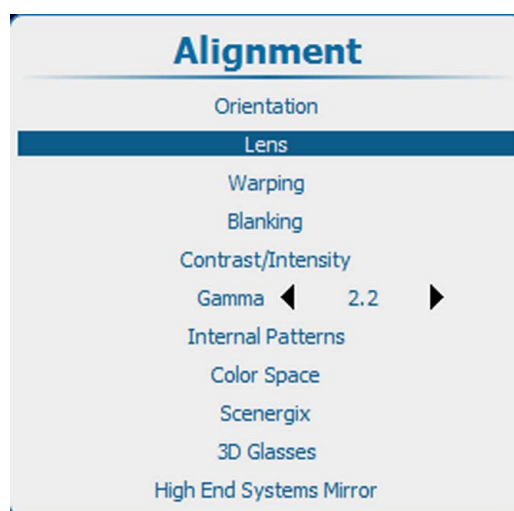 Alignment
Orientation
Lens
Warping
Blanking
Contrast/Intensity
Gamma 2.2
Internal Patterns
Color Space
Scenergix
3D Glasses
High End Systems Mirror